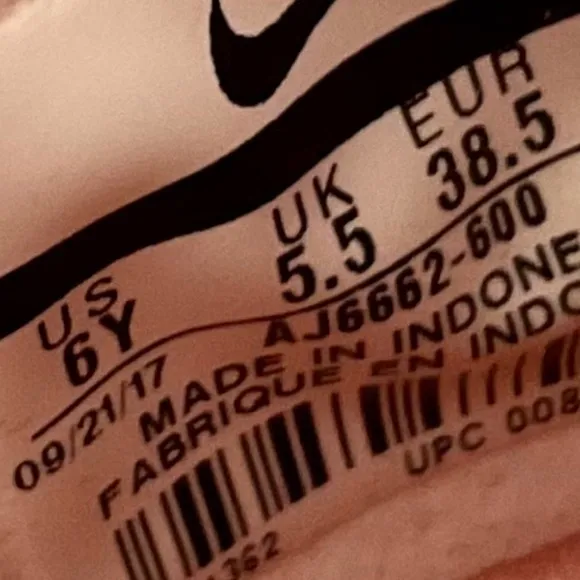 US UK EUR
6Y 5.5 38.5
09/21/17 AJ6662-600
MADE IN INDONE
FABRIQUE EN INDO
UPC 008
1362